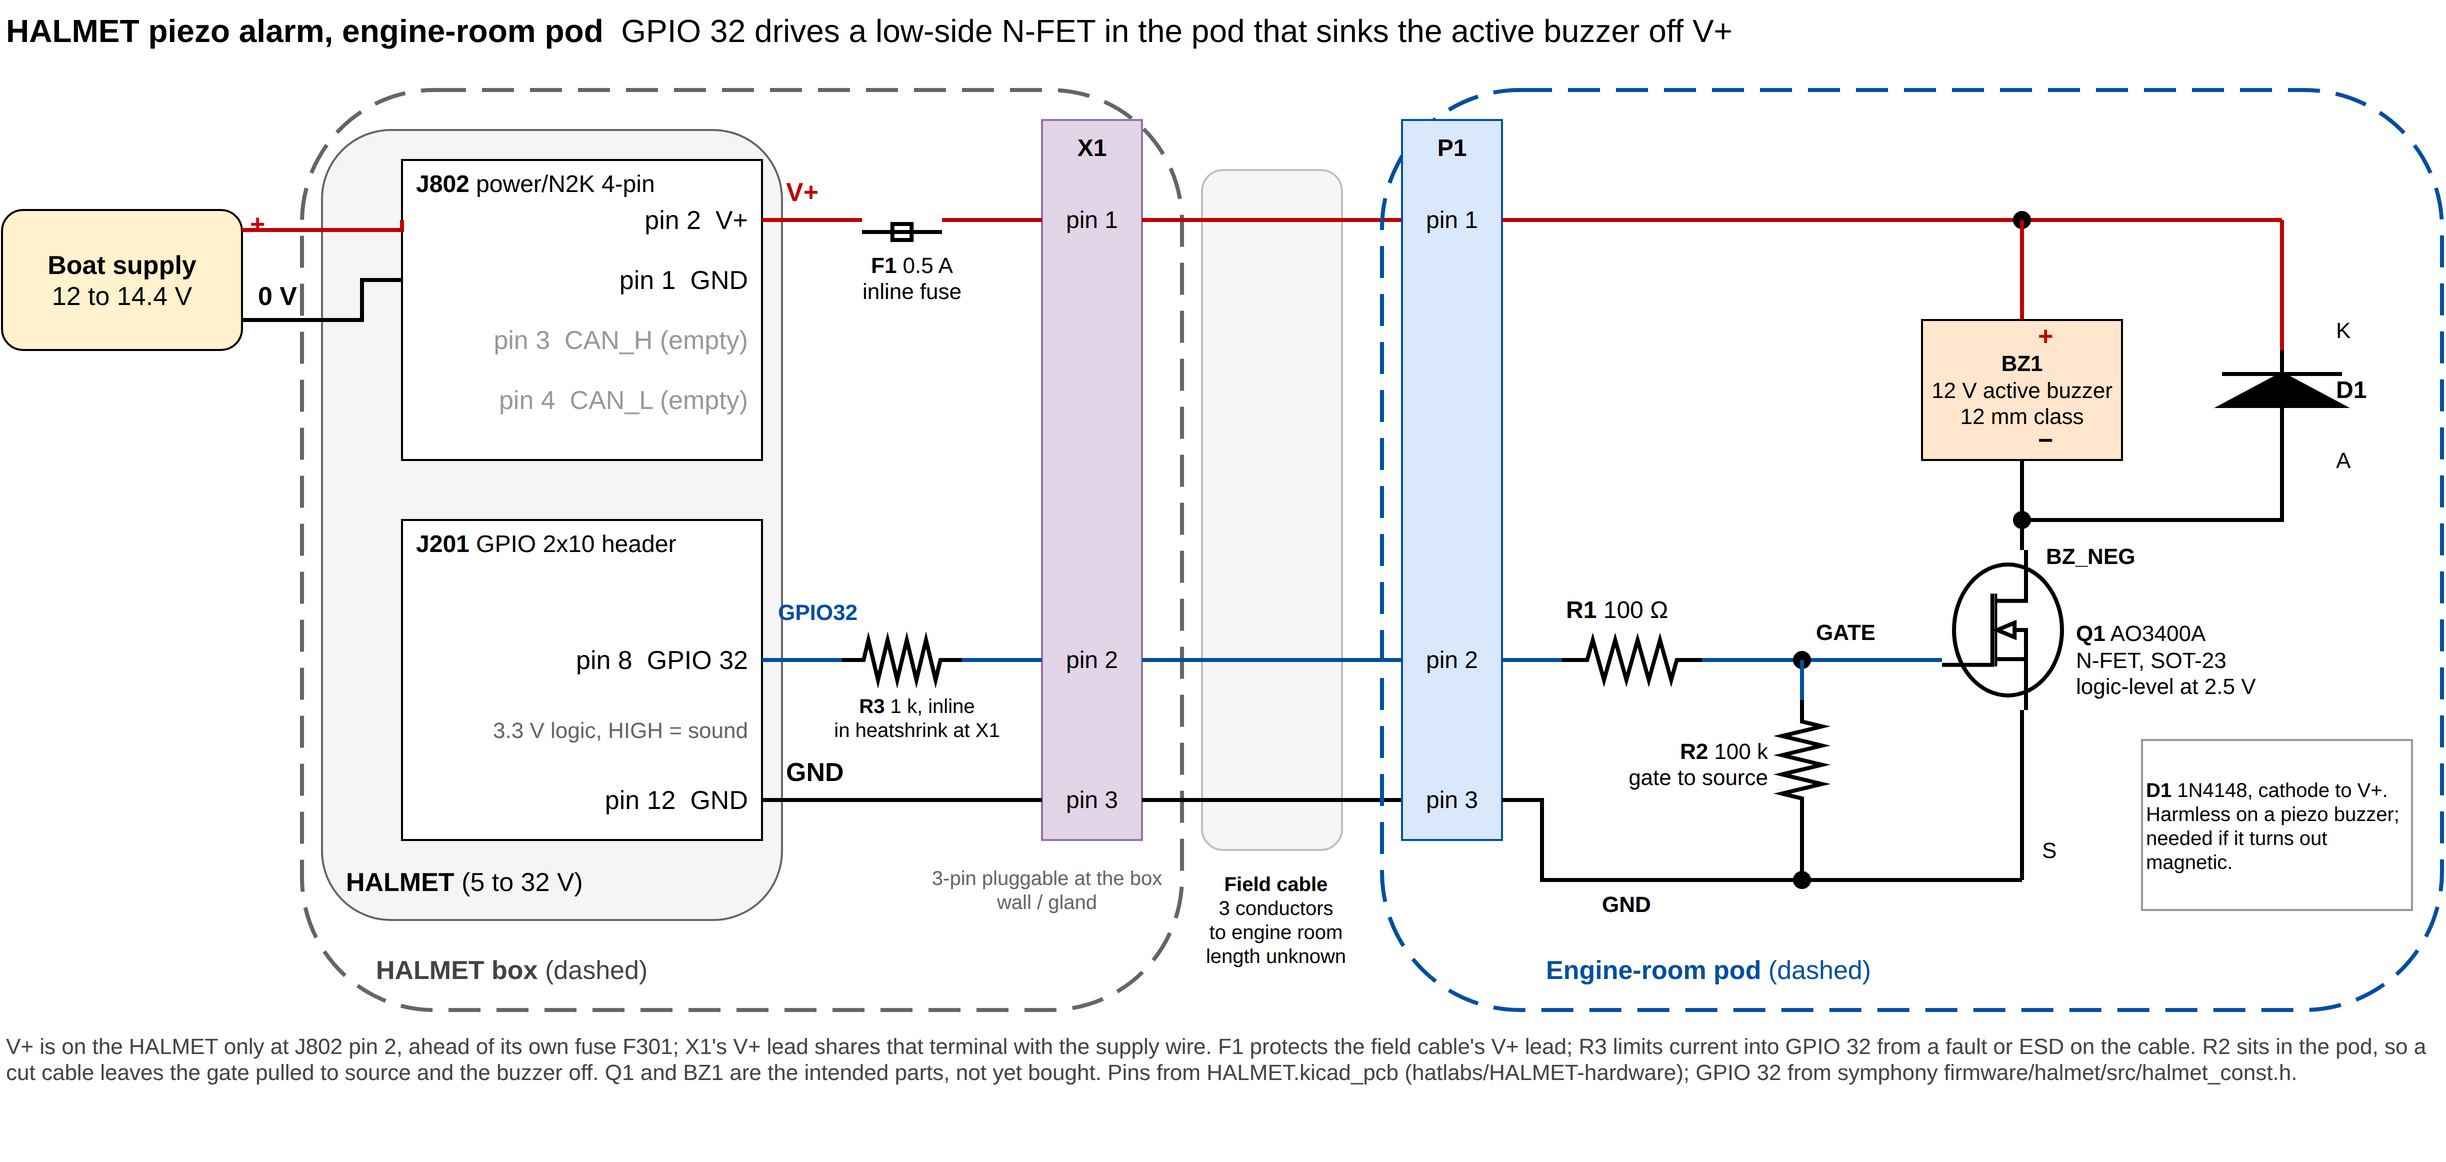 HALMET piezo alarm, engine-room pod  GPIO 32 drives a low-side N-FET in the pod that sinks the active buzzer off V+
Boat supply
12 to 14.4 V
+
0 V
J802 power/N2K 4-pin
pin 2  V+
pin 1  GND
pin 3  CAN_H (empty)
pin 4  CAN_L (empty)
J201 GPIO 2x10 header
pin 8  GPIO 32
3.3 V logic, HIGH = sound
pin 12  GND
HALMET (5 to 32 V)
HALMET box (dashed)
V+
F1 0.5 A
inline fuse
GPIO32
R3 1 k, inline
in heatshrink at X1
GND
X1
pin 1
pin 2
pin 3
3-pin pluggable at the box
wall / gland
Field cable
3 conductors
to engine room
length unknown
P1
pin 1
pin 2
pin 3
R1 100 Ω
GATE
R2 100 k
gate to source
GND
Engine-room pod (dashed)
+
BZ1
12 V active buzzer
12 mm class
−
K
D1
A
BZ_NEG
Q1 AO3400A
N-FET, SOT-23
logic-level at 2.5 V
S
D1 1N4148, cathode to V+.
Harmless on a piezo buzzer;
needed if it turns out
magnetic.
V+ is on the HALMET only at J802 pin 2, ahead of its own fuse F301; X1's V+ lead shares that terminal with the supply wire. F1 protects the field cable's V+ lead; R3 limits current into GPIO 32 from a fault or ESD on the cable. R2 sits in the pod, so a
cut cable leaves the gate pulled to source and the buzzer off. Q1 and BZ1 are the intended parts, not yet bought. Pins from HALMET.kicad_pcb (hatlabs/HALMET-hardware); GPIO 32 from symphony firmware/halmet/src/halmet_const.h.